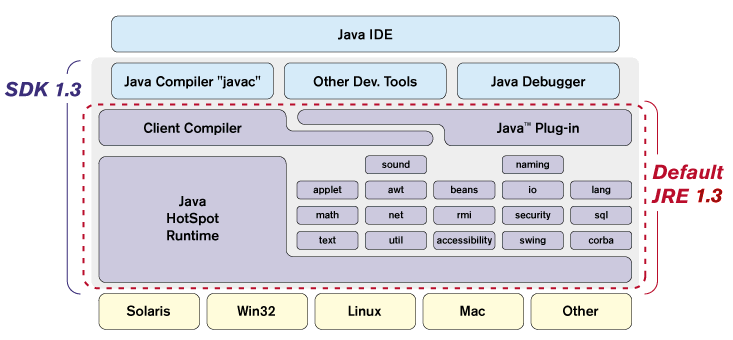 Java IDE
SDK 1.3
Java Compiler "javac"
Other Dev. Tools
Java Debugger
Client Compiler
Java™ Plug-in
sound
naming
applet
awt
beans
io
lang
math
net
rmi
security
sql
text
util
accessibility
swing
corba
Java
HotSpot
Runtime
Default
JRE 1.3
Solaris
Win32
Linux
Mac
Other